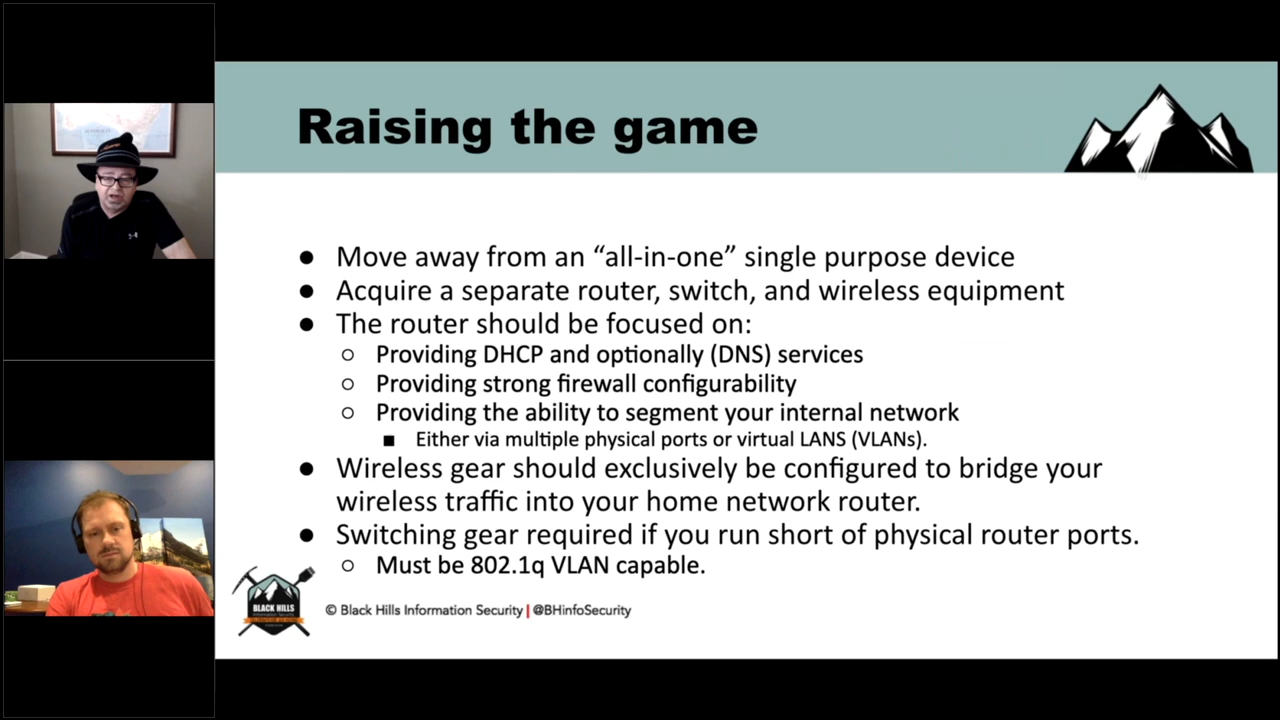 Raising the game
● Move away from an “all-in-one” single purpose device
● Acquire a separate router, switch, and wireless equipment
● The router should be focused on:
○ Providing DHCP and optionally (DNS) services
○ Providing strong firewall configurability
○ Providing the ability to segment your internal network
■ Either via multiple physical ports or virtual LANS (VLANs).
● Wireless gear should exclusively be configured to bridge your
wireless traffic into your home network router.
● Switching gear required if you run short of physical router ports.
○ Must be 802.1q VLAN capable.
BLACK HILLS
Information Security
© Black Hills Information Security | @BHinfoSecurity